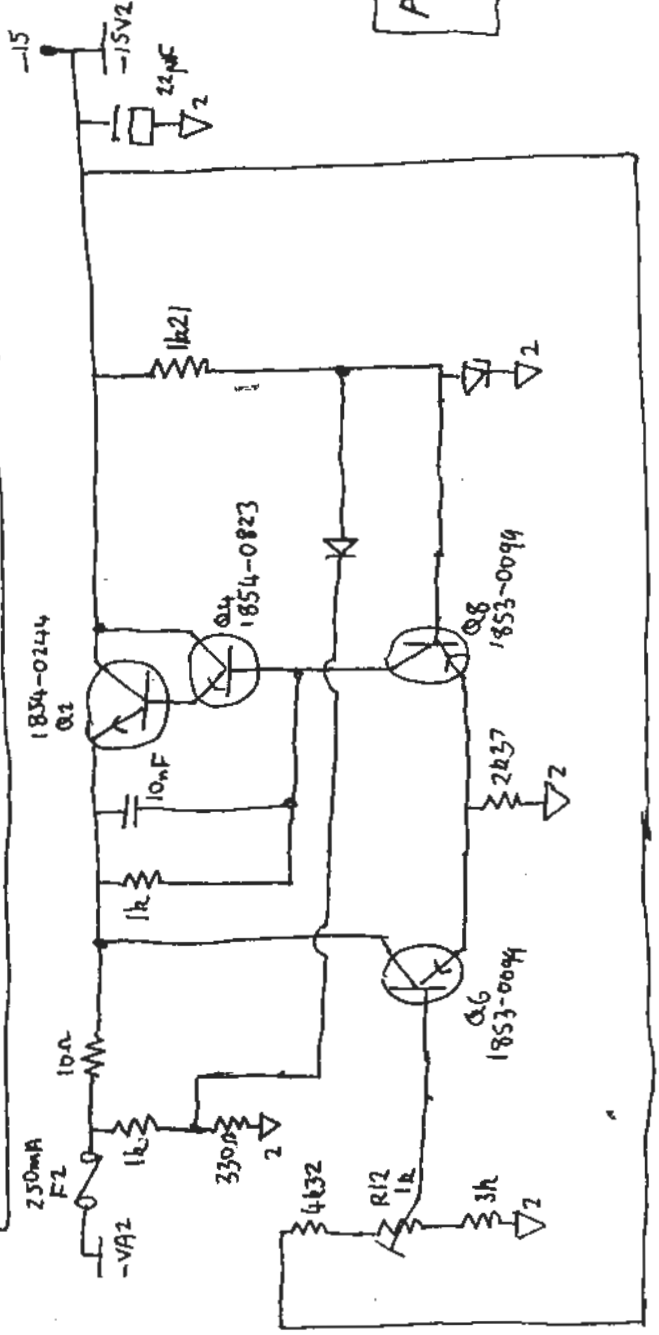 -VA2
250mA
F2
10Ω
1k
330Ω
2
1k
10nF
1854-0244
Q2
Q4
1854-0823
1k21
-15
-15V2
22µF
2
4k32
R12
1k
3k
2
Q6
1853-0099
2k37
2
Q8
1853-0099
2
A